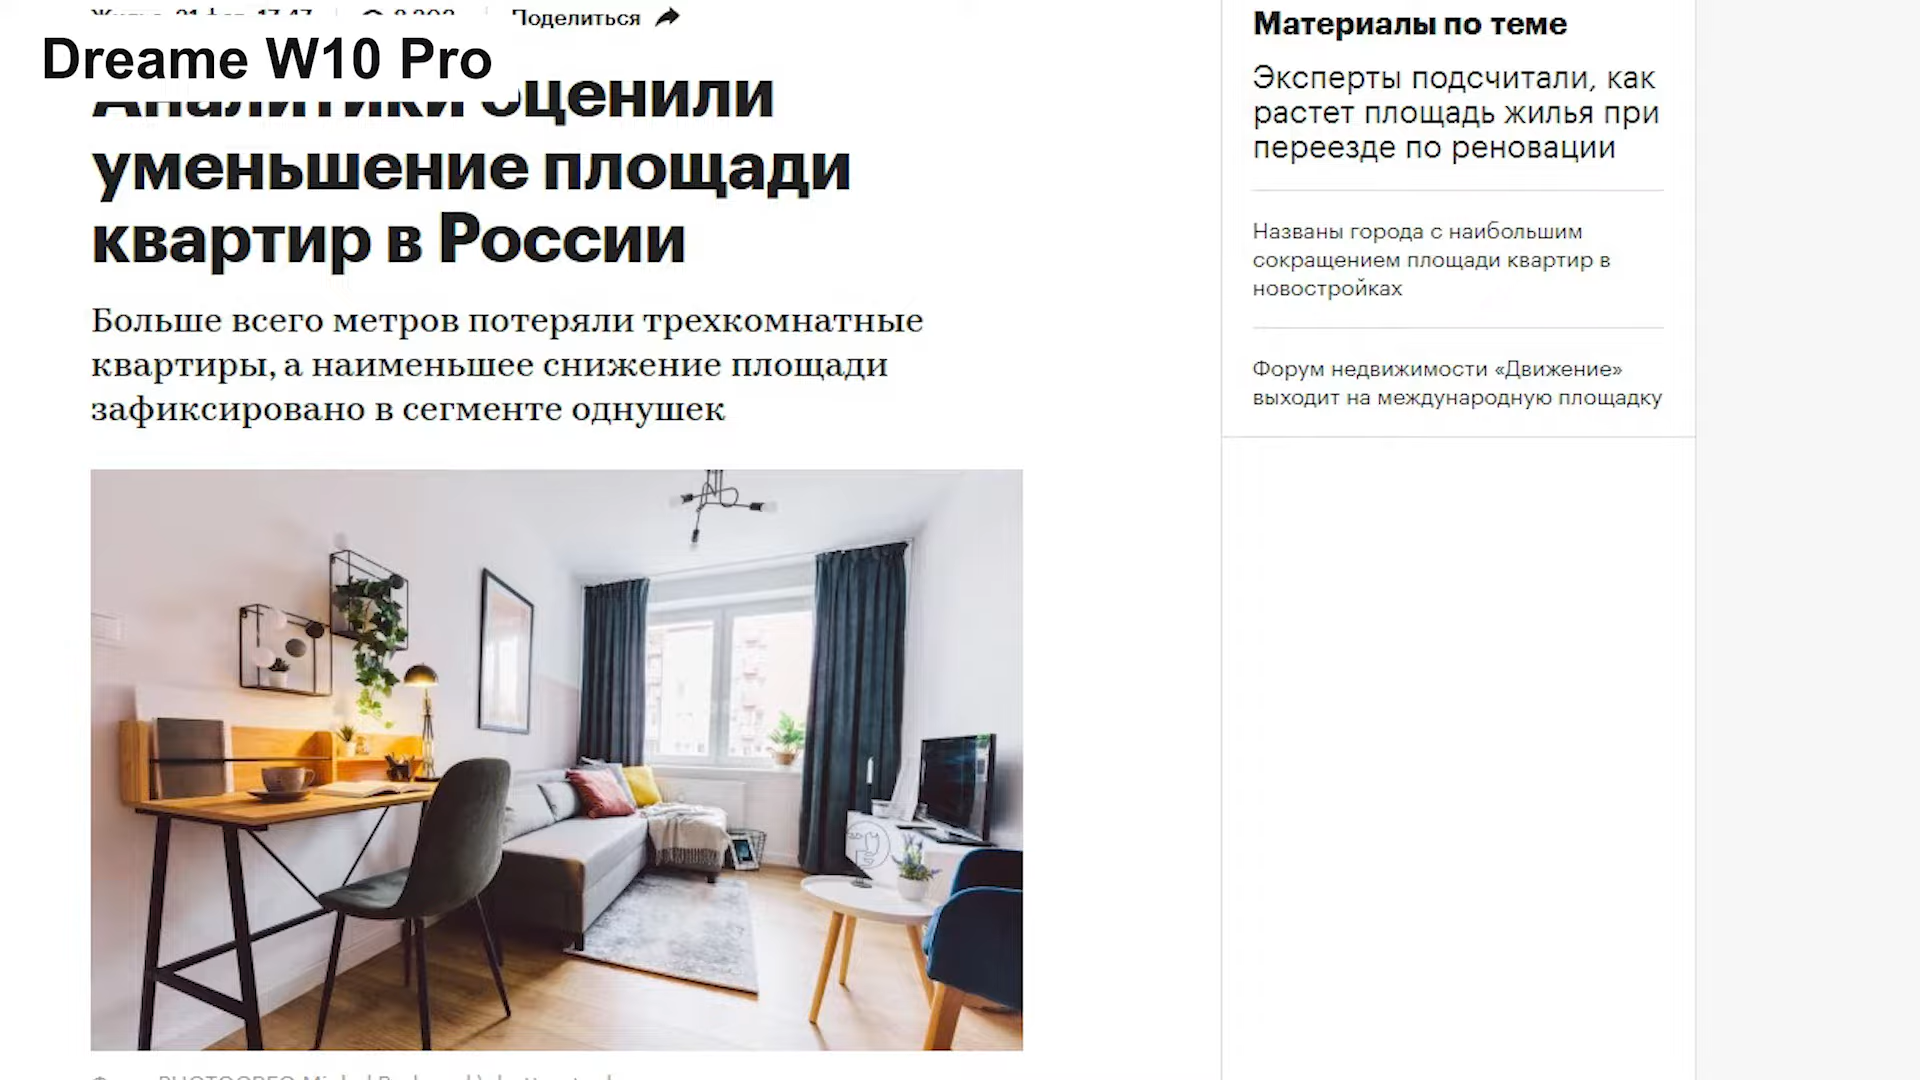 Поделиться
Dreame W10 Pro
Аналитики оценили
уменьшение площади
квартир в России
Больше всего метров потеряли трехкомнатные
квартиры, а наименьшее снижение площади
зафиксировано в сегменте однушек
Материалы по теме
Эксперты подсчитали, как
растет площадь жилья при
переезде по реновации
Названы города с наибольшим
сокращением площади квартир в
новостройках
Форум недвижимости «Движение»
выходит на международную площадку